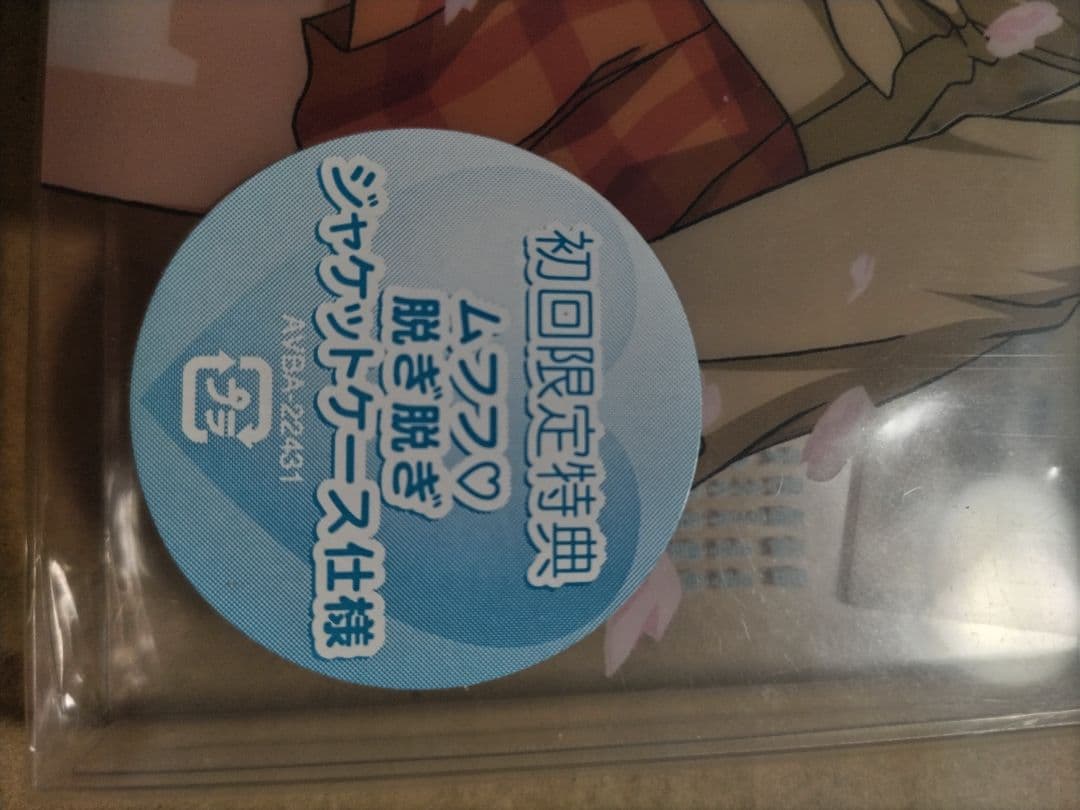 初回限定特典
ムフフ♡
脱ぎ脱ぎ
ジャケットケース仕様
AVBA-22431
プラ